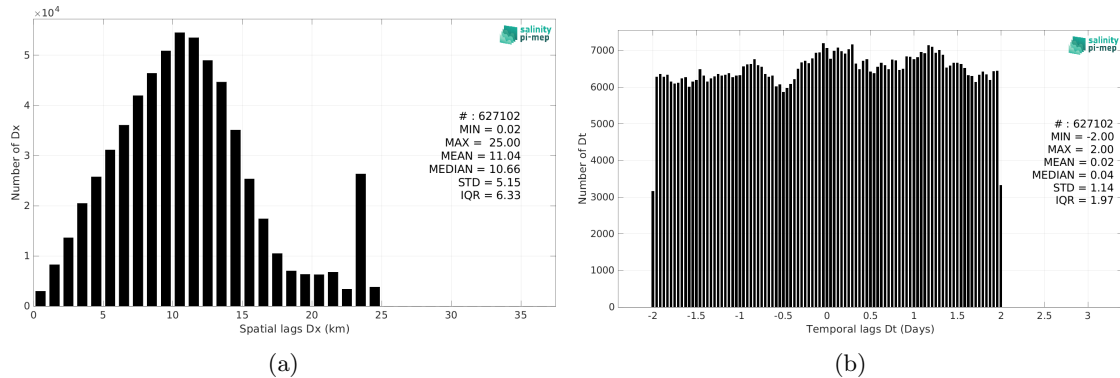 ×10⁴
5
4
3
2
1
0
Number of Dx
salinity
pi-mep
# : 627102
MIN = 0.02
MAX = 25.00
MEAN = 11.04
MEDIAN = 10.66
STD = 5.15
IQR = 6.33
0 5 10 15 20 25 30 35
Spatial lags Dx (km)
(a)
7000
6000
5000
4000
3000
2000
1000
0
Number of Dt
salinity
pi-mep
# : 627102
MIN = -2.00
MAX = 2.00
MEAN = 0.02
MEDIAN = 0.04
STD = 1.14
IQR = 1.97
-2 -1.5 -1 -0.5 0 0.5 1 1.5 2 2.5 3
Temporal lags Dt (Days)
(b)